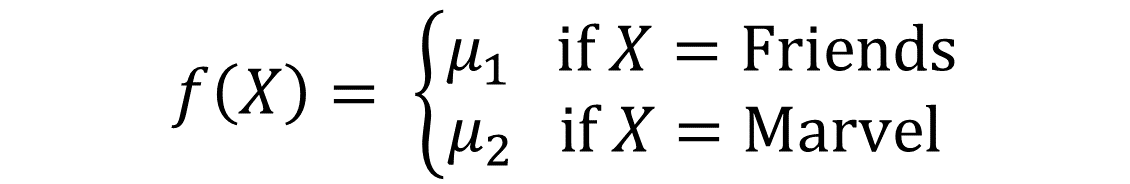 f(X) = { μ₁ if X = Friends
μ₂ if X = Marvel